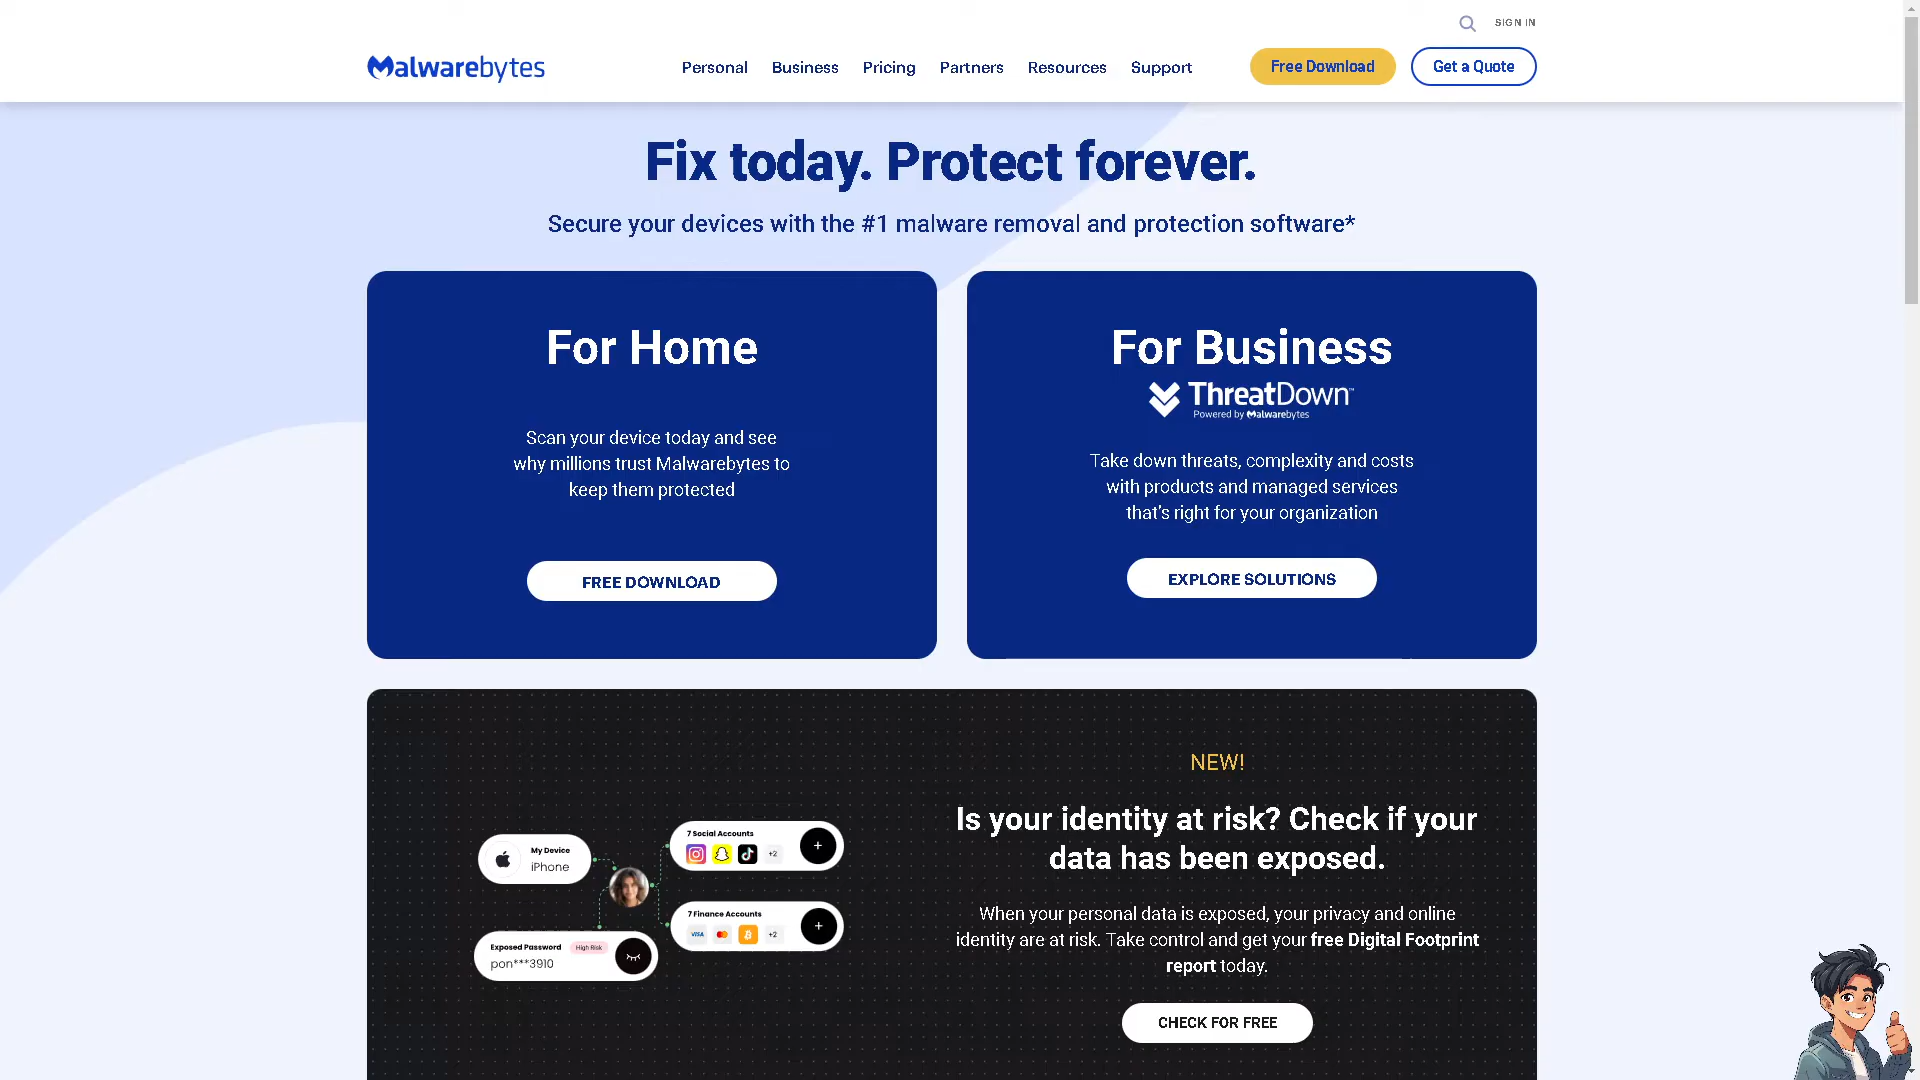 SIGN IN
Malwarebytes
Personal Business Pricing Partners Resources Support
Free Download
Get a Quote
Fix today. Protect forever.
Secure your devices with the #1 malware removal and protection software*
For Home
Scan your device today and see
why millions trust Malwarebytes to
keep them protected
FREE DOWNLOAD
For Business
ThreatDown™
Powered by Malwarebytes
Take down threats, complexity and costs
with products and managed services
that's right for your organization
EXPLORE SOLUTIONS
My Device
iPhone
7 Social Accounts
+2
+
7 Finance Accounts
VISA
+2
+
Exposed Password
High Risk
pon***3910
NEW!
Is your identity at risk? Check if your
data has been exposed.
When your personal data is exposed, your privacy and online
identity are at risk. Take control and get your free Digital Footprint
report today.
CHECK FOR FREE